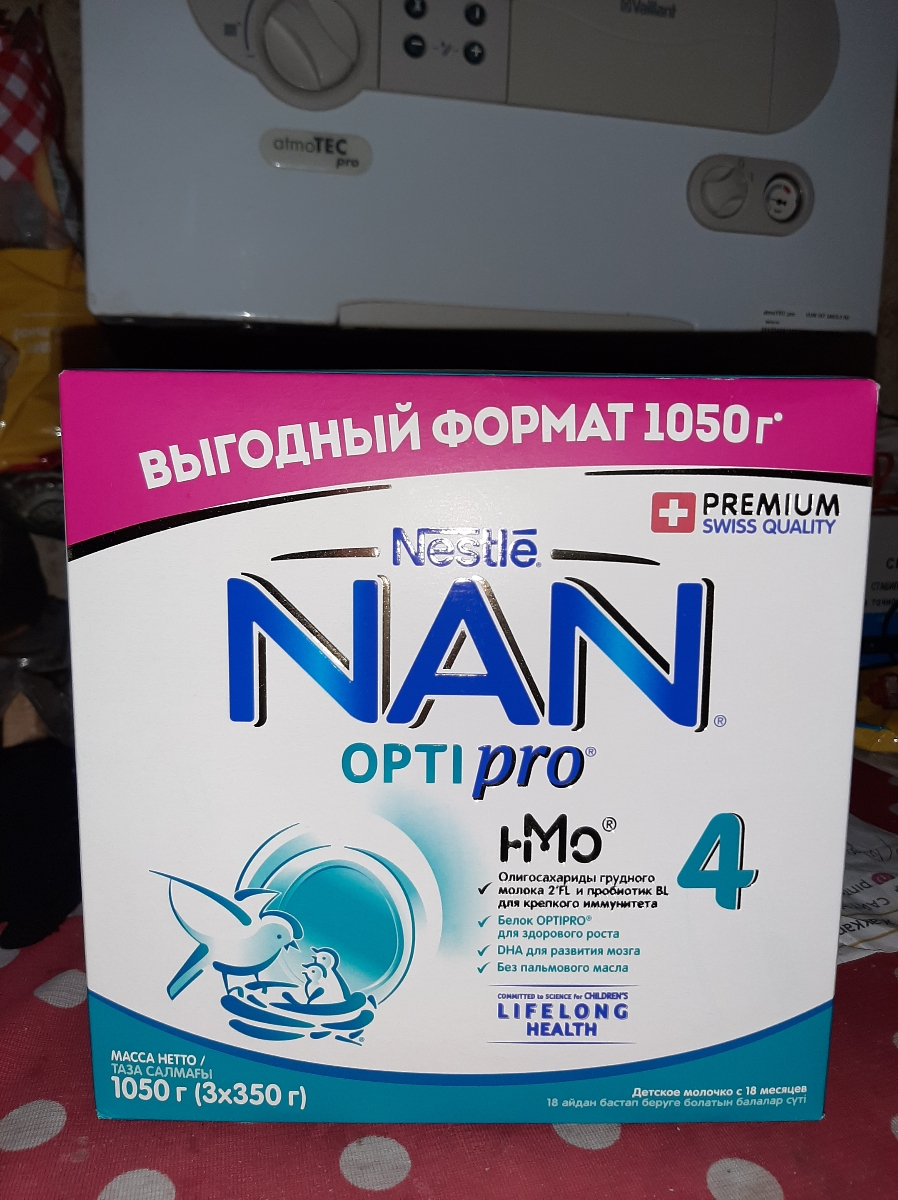 Vaillant
atmoTEC
pro
ВЫГОДНЫЙ ФОРМАТ 1050 г*
PREMIUM
SWISS QUALITY
Nestlé
NAN®
OPTI pro®
HMO®
4
Олигосахариды грудного
молока 2'FL и пробиотик BL
для крепкого иммунитета
Белок OPTIPRO®
для здорового роста
DHA для развития мозга
Без пальмового масла
COMMITTED to SCIENCE for CHILDREN'S
LIFELONG
HEALTH
МАССА НЕТТО /
ТАЗА САЛМАҒЫ
1050 г (3x350 г)
Детское молочко с 18 месяцев
18 айдан бастап беруге болатын балалар сүті